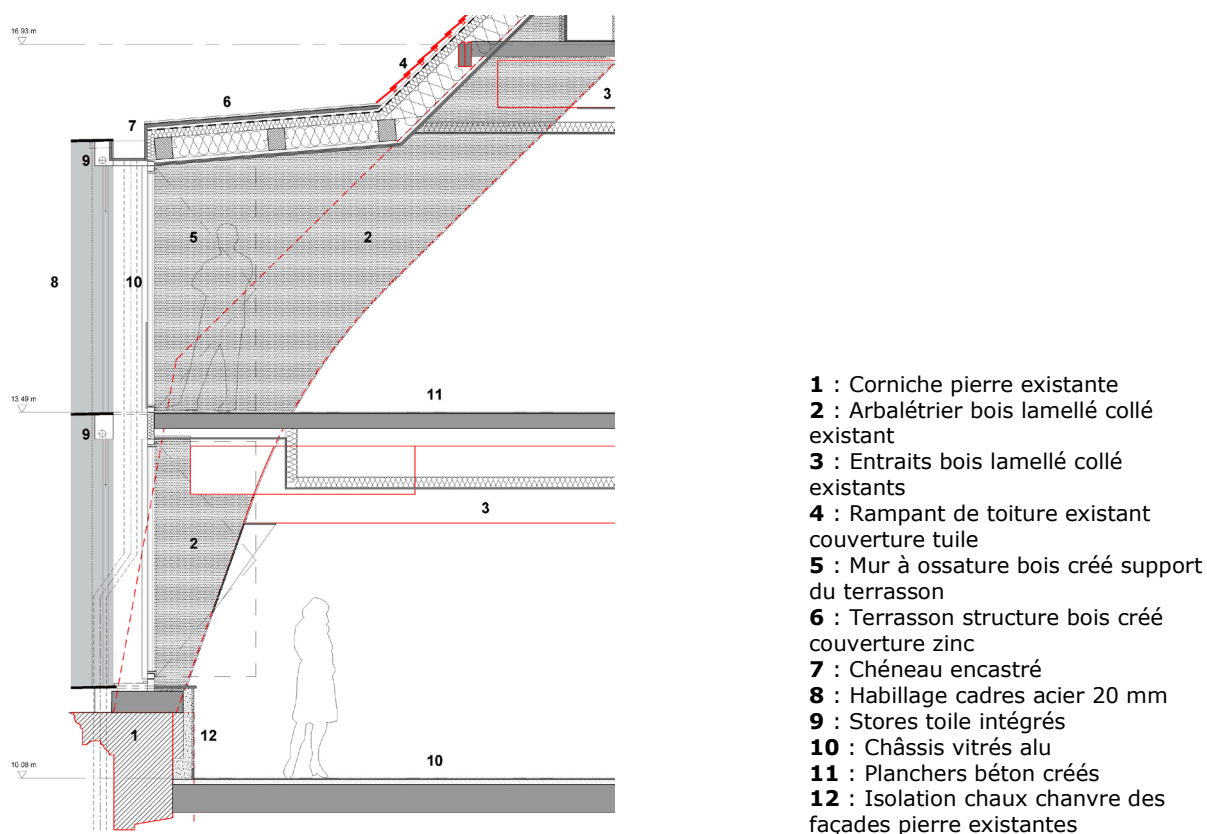 16.93 m
4
3
6
7
9
5
2
8
10
13.49 m
11
9
3
2
1
12
10
10.08 m
1 : Corniche pierre existante
2 : Arbalétrier bois lamellé collé
existant
3 : Entraits bois lamellé collé
existants
4 : Rampant de toiture existant
couverture tuile
5 : Mur à ossature bois créé support
du terrasson
6 : Terrasson structure bois créé
couverture zinc
7 : Chéneau encastré
8 : Habillage cadres acier 20 mm
9 : Stores toile intégrés
10 : Châssis vitrés alu
11 : Planchers béton créés
12 : Isolation chaux chanvre des
façades pierre existantes